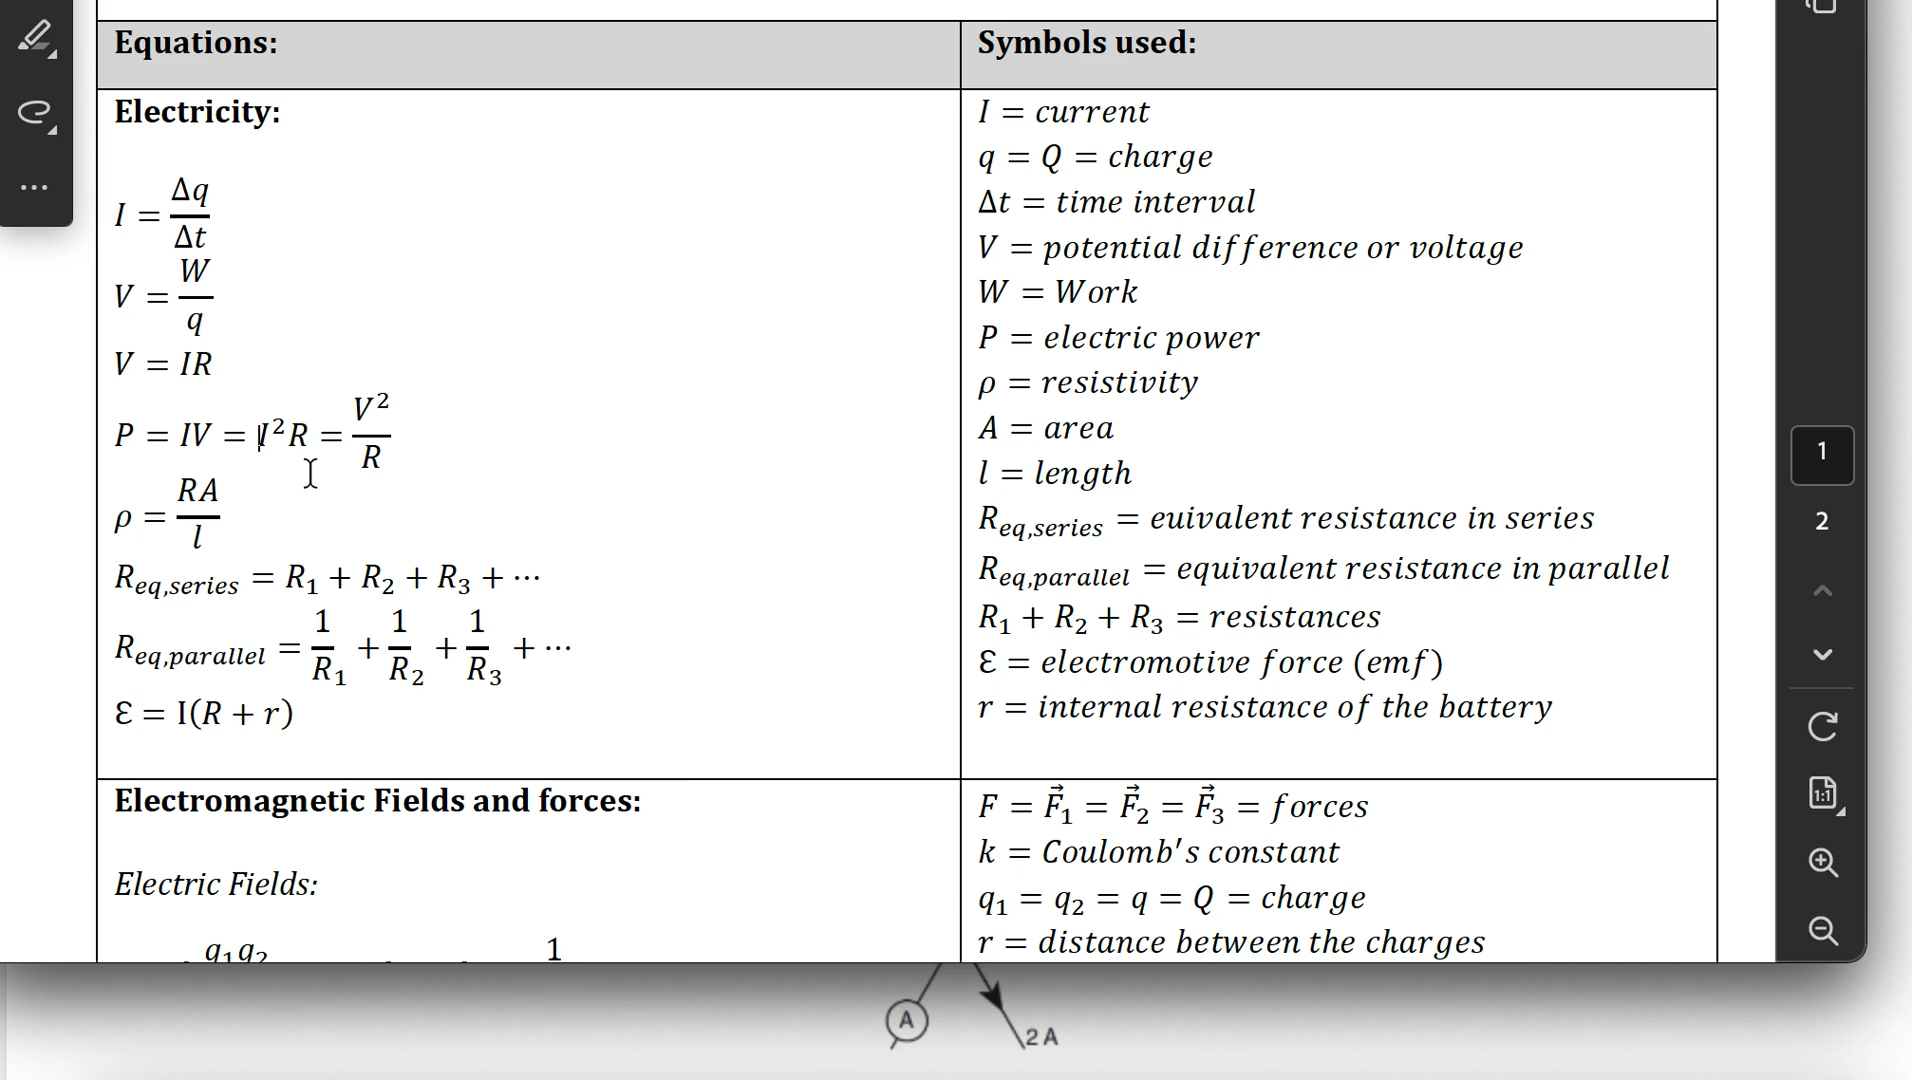 Equations:
Symbols used:
Electricity:
I = Δq/Δt
V = W/q
V = IR
P = IV = I²R = V²/R
ρ = RA/l
R_eq,series = R₁ + R₂ + R₃ + ⋯
R_eq,parallel = 1/R₁ + 1/R₂ + 1/R₃ + ⋯
Ɛ = I(R + r)
I = current
q = Q = charge
Δt = time interval
V = potential difference or voltage
W = Work
P = electric power
ρ = resistivity
A = area
l = length
R_eq,series = euivalent resistance in series
R_eq,parallel = equivalent resistance in parallel
R₁ + R₂ + R₃ = resistances
Ɛ = electromotive force (emf)
r = internal resistance of the battery
Electromagnetic Fields and forces:
Electric Fields:
q₁q₂
1
F = F⃗₁ = F⃗₂ = F⃗₃ = forces
k = Coulomb's constant
q₁ = q₂ = q = Q = charge
r = distance between the charges
1
2
1:1
A
2 A